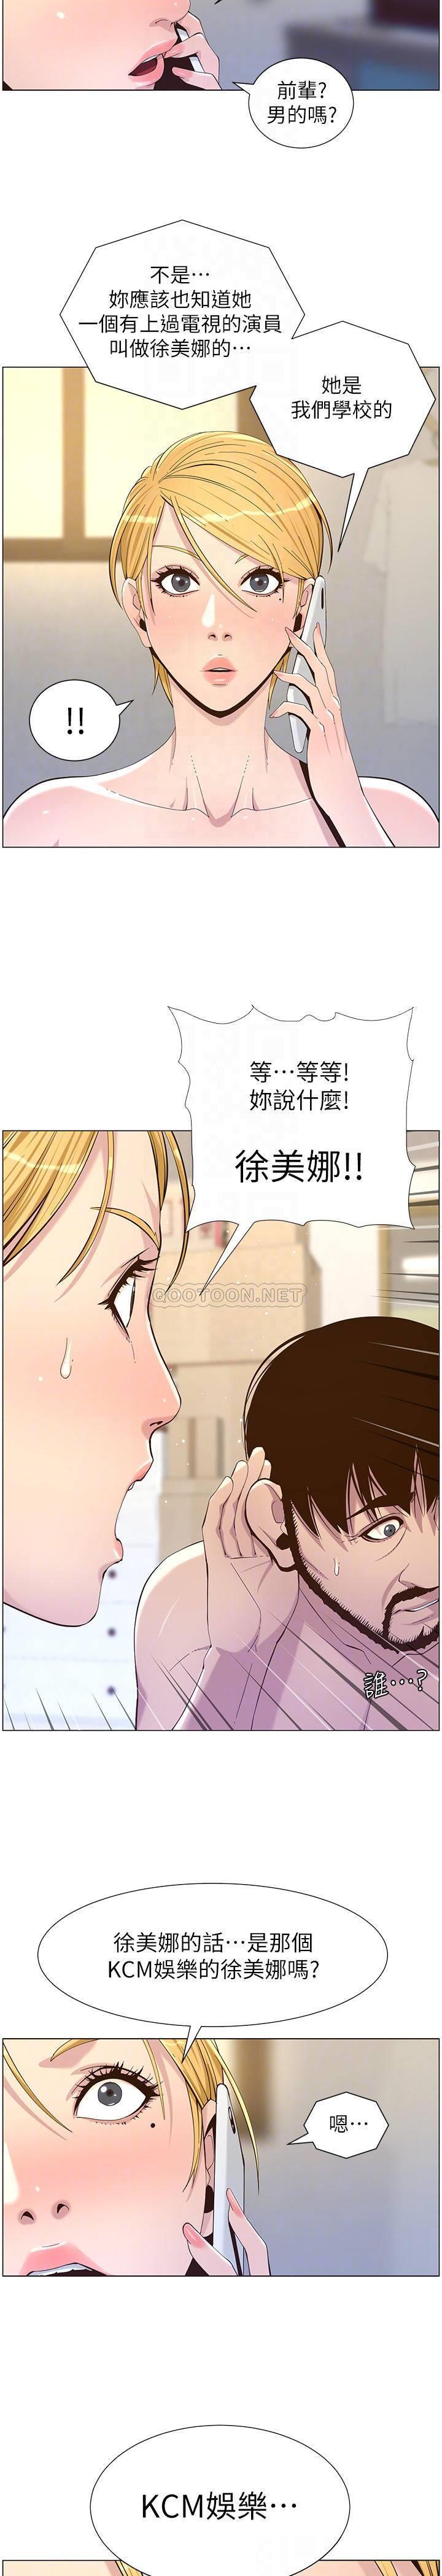 前輩?
男的嗎?
不是…
妳應該也知道她
一個有上過電視的演員
叫做徐美娜的…
她是
我們學校的
!!
等…等等!
妳說什麼!
徐美娜!!
QOOTOON.NET
誰…?
徐美娜的話…是那個
KCM娛樂的徐美娜嗎?
嗯…
KCM娛樂…